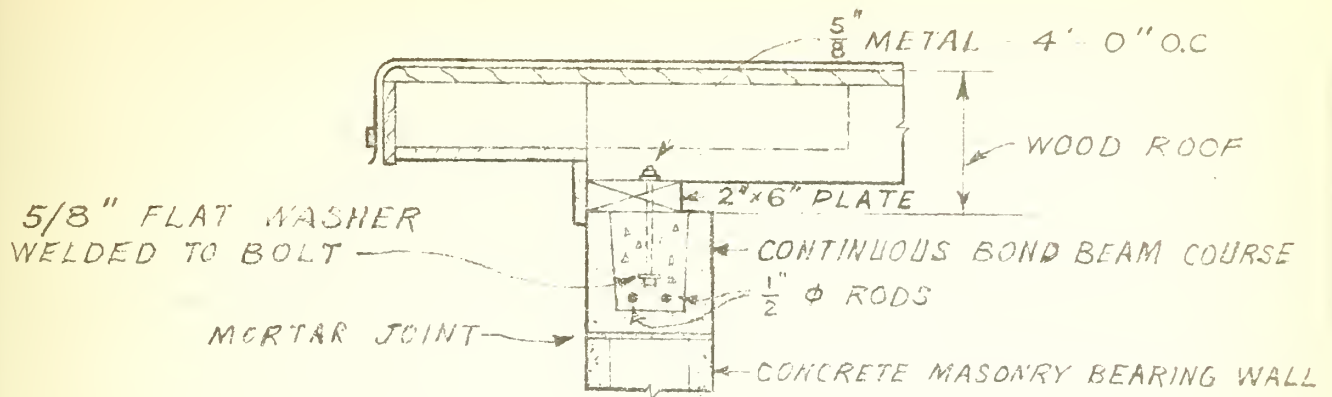 5/8" METAL - 4'- 0" O.C
WOOD ROOF
2"x6" PLATE
5/8" FLAT WASHER
WELDED TO BOLT
CONTINUOUS BOND BEAM COURSE
1/2" φ RODS
MORTAR JOINT
CONCRETE MASONRY BEARING WALL